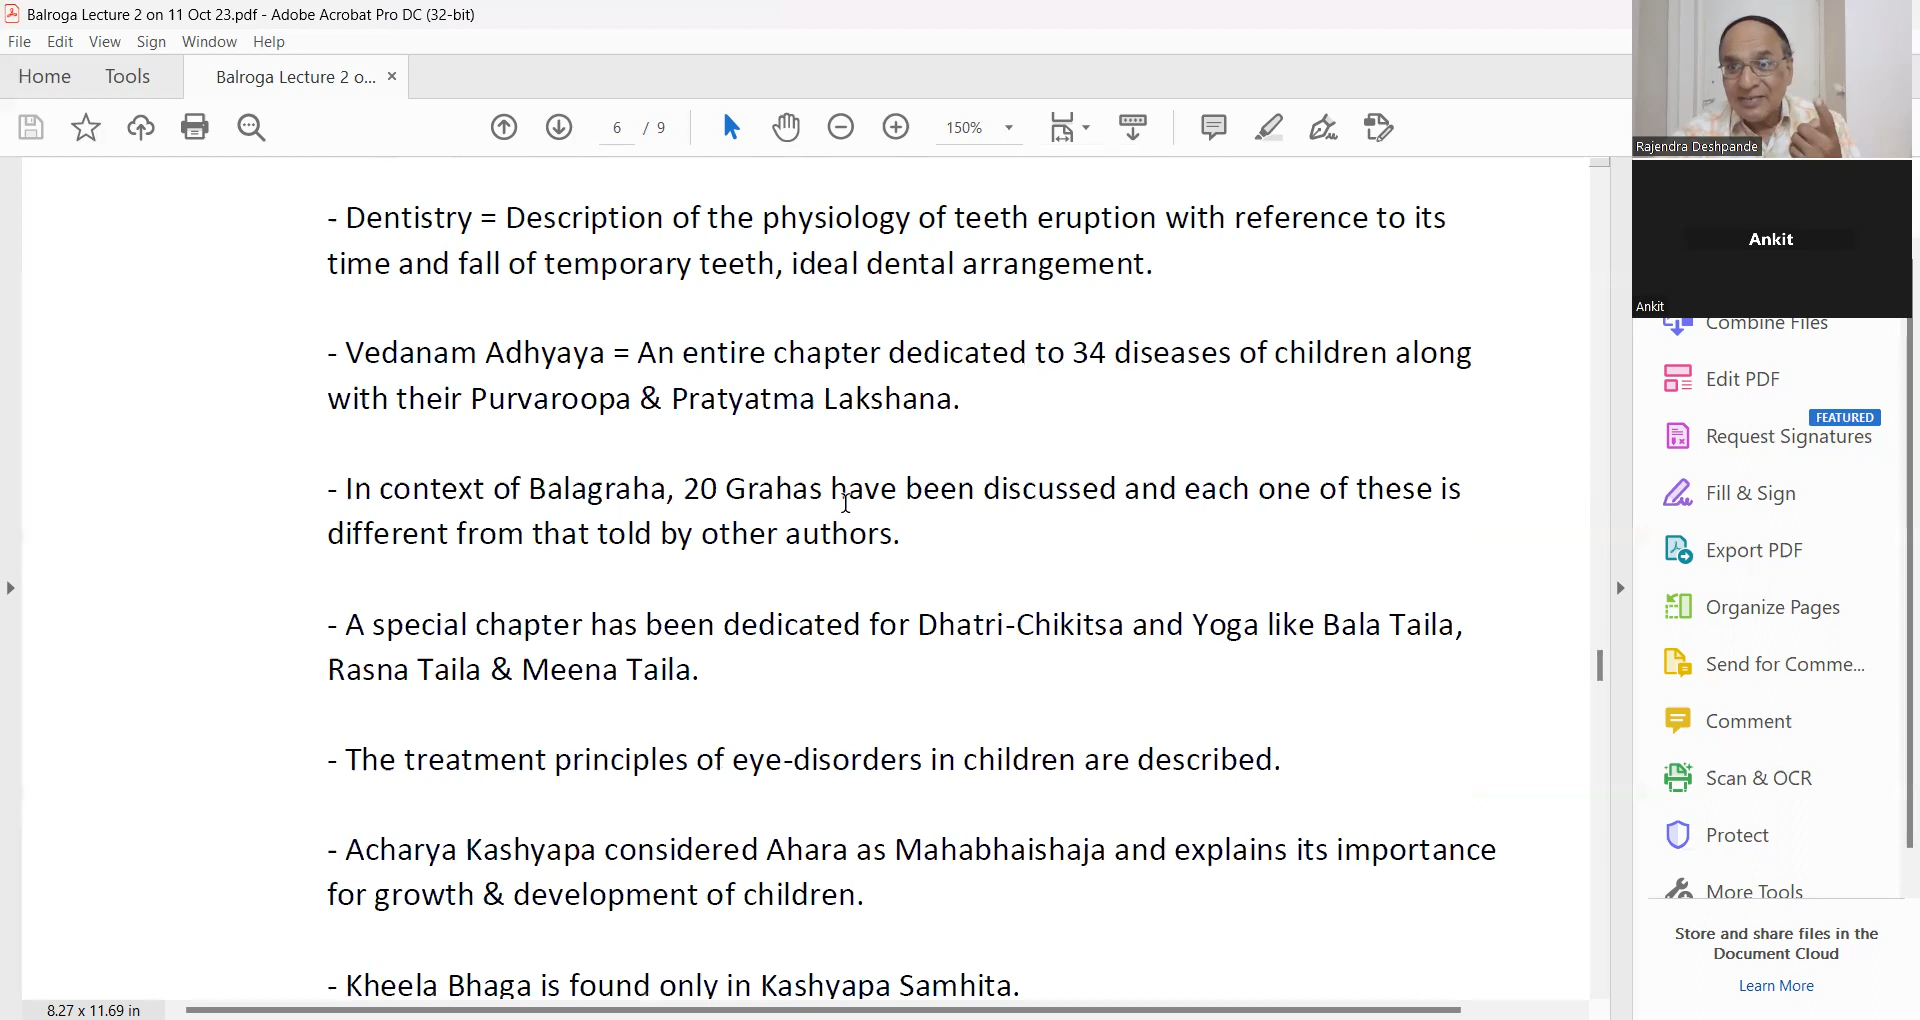 Balroga Lecture 2 on 11 Oct 23.pdf - Adobe Acrobat Pro DC (32-bit)
File Edit View Sign Window Help
Home Tools Balroga Lecture 2 o... ×
6 / 9 150%
- Dentistry = Description of the physiology of teeth eruption with reference to its
time and fall of temporary teeth, ideal dental arrangement.
- Vedanam Adhyaya = An entire chapter dedicated to 34 diseases of children along
with their Purvaroopa & Pratyatma Lakshana.
- In context of Balagraha, 20 Grahas have been discussed and each one of these is
different from that told by other authors.
- A special chapter has been dedicated for Dhatri-Chikitsa and Yoga like Bala Taila,
Rasna Taila & Meena Taila.
- The treatment principles of eye-disorders in children are described.
- Acharya Kashyapa considered Ahara as Mahabhaishaja and explains its importance
for growth & development of children.
- Kheela Bhaga is found only in Kashyapa Samhita.
8.27 x 11.69 in
Rajendra Deshpande
Ankit
Ankit
Combine Files
Edit PDF
FEATURED
Request Signatures
Fill & Sign
Export PDF
Organize Pages
Send for Comme...
Comment
Scan & OCR
Protect
More Tools
Store and share files in the
Document Cloud
Learn More